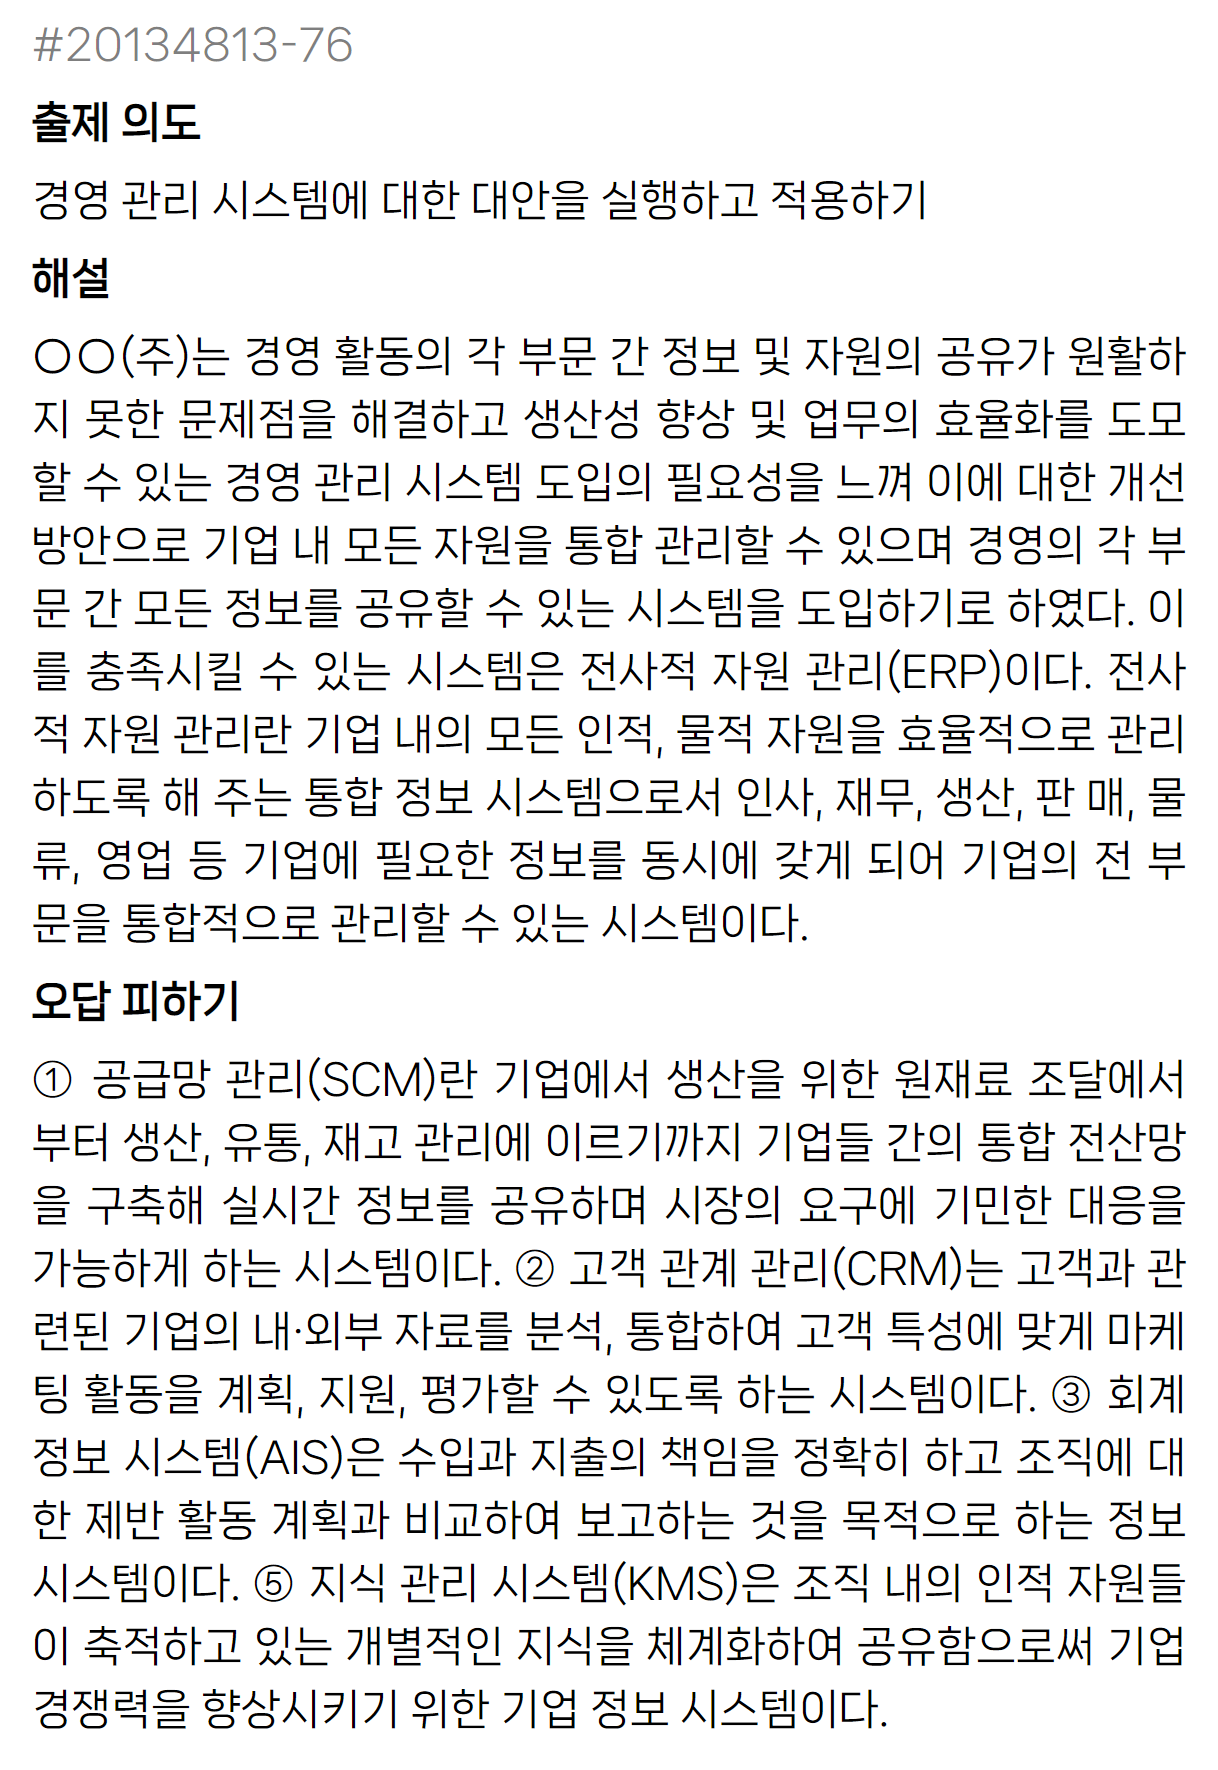 #20134813-76
출제 의도
경영 관리 시스템에 대한 대안을 실행하고 적용하기
해설
○○(주)는 경영 활동의 각 부문 간 정보 및 자원의 공유가 원활하
지 못한 문제점을 해결하고 생산성 향상 및 업무의 효율화를 도모
할 수 있는 경영 관리 시스템 도입의 필요성을 느껴 이에 대한 개선
방안으로 기업 내 모든 자원을 통합 관리할 수 있으며 경영의 각 부
문 간 모든 정보를 공유할 수 있는 시스템을 도입하기로 하였다. 이
를 충족시킬 수 있는 시스템은 전사적 자원 관리(ERP)이다. 전사
적 자원 관리란 기업 내의 모든 인적, 물적 자원을 효율적으로 관리
하도록 해 주는 통합 정보 시스템으로서 인사, 재무, 생산, 판 매, 물
류, 영업 등 기업에 필요한 정보를 동시에 갖게 되어 기업의 전 부
문을 통합적으로 관리할 수 있는 시스템이다.
오답 피하기
① 공급망 관리(SCM)란 기업에서 생산을 위한 원재료 조달에서
부터 생산, 유통, 재고 관리에 이르기까지 기업들 간의 통합 전산망
을 구축해 실시간 정보를 공유하며 시장의 요구에 기민한 대응을
가능하게 하는 시스템이다. ② 고객 관계 관리(CRM)는 고객과 관
련된 기업의 내·외부 자료를 분석, 통합하여 고객 특성에 맞게 마케
팅 활동을 계획, 지원, 평가할 수 있도록 하는 시스템이다. ③ 회계
정보 시스템(AIS)은 수입과 지출의 책임을 정확히 하고 조직에 대
한 제반 활동 계획과 비교하여 보고하는 것을 목적으로 하는 정보
시스템이다. ⑤ 지식 관리 시스템(KMS)은 조직 내의 인적 자원들
이 축적하고 있는 개별적인 지식을 체계화하여 공유함으로써 기업
경쟁력을 향상시키기 위한 기업 정보 시스템이다.